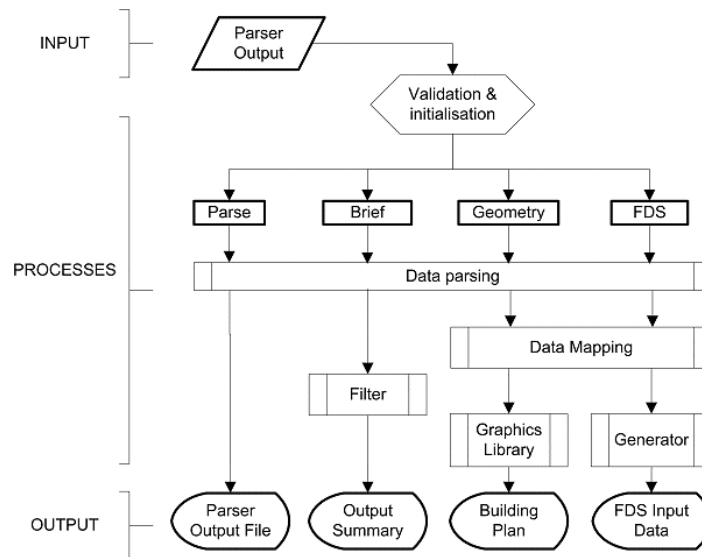 INPUT
Parser
Output
Validation &
initialisation
Parse
Brief
Geometry
FDS
PROCESSES
Data parsing
Data Mapping
Filter
Graphics
Library
Generator
OUTPUT
Parser
Output File
Output
Summary
Building
Plan
FDS Input
Data